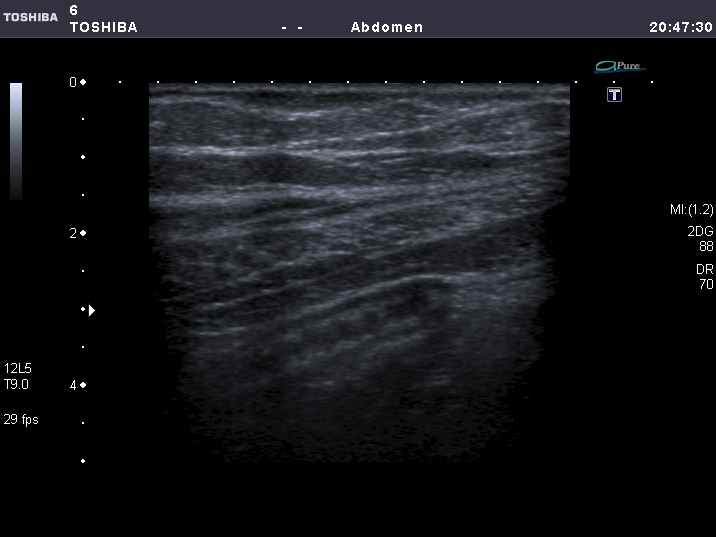 TOSHIBA
6
TOSHIBA - - Abdomen 20:47:30
0
aPure
T
MI:(1.2)
2
2DG
88
DR
70
12L5
T9.0
4
29 fps